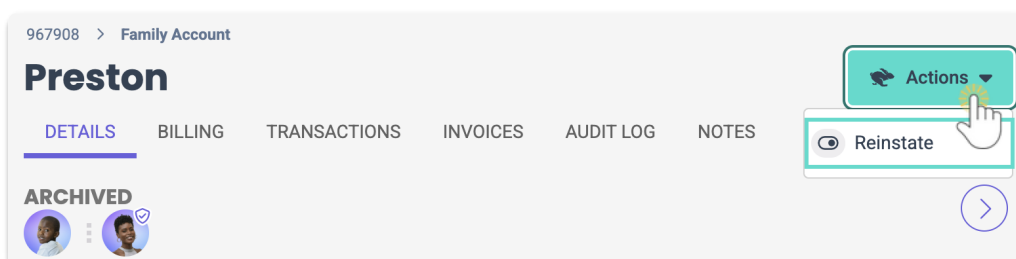 967908 > Family Account
Preston
Actions
DETAILS BILLING TRANSACTIONS INVOICES AUDIT LOG NOTES
Reinstate
ARCHIVED